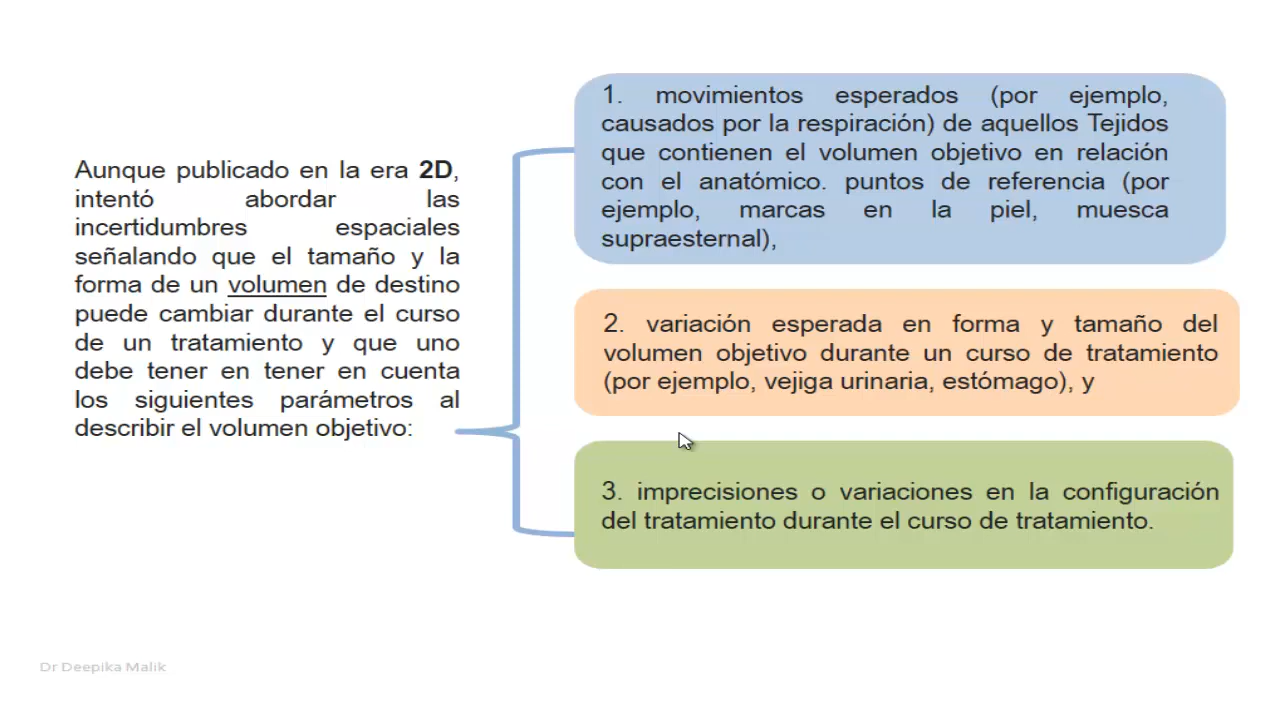 Aunque publicado en la era 2D,
intentó abordar las
incertidumbres espaciales
señalando que el tamaño y la
forma de un volumen de destino
puede cambiar durante el curso
de un tratamiento y que uno
debe tener en tener en cuenta
los siguientes parámetros al
describir el volumen objetivo:
1. movimientos esperados (por ejemplo,
causados por la respiración) de aquellos Tejidos
que contienen el volumen objetivo en relación
con el anatómico. puntos de referencia (por
ejemplo, marcas en la piel, muesca
supraesternal),
2. variación esperada en forma y tamaño del
volumen objetivo durante un curso de tratamiento
(por ejemplo, vejiga urinaria, estómago), y
3. imprecisiones o variaciones en la configuración
del tratamiento durante el curso de tratamiento.
Dr Deepika Malik